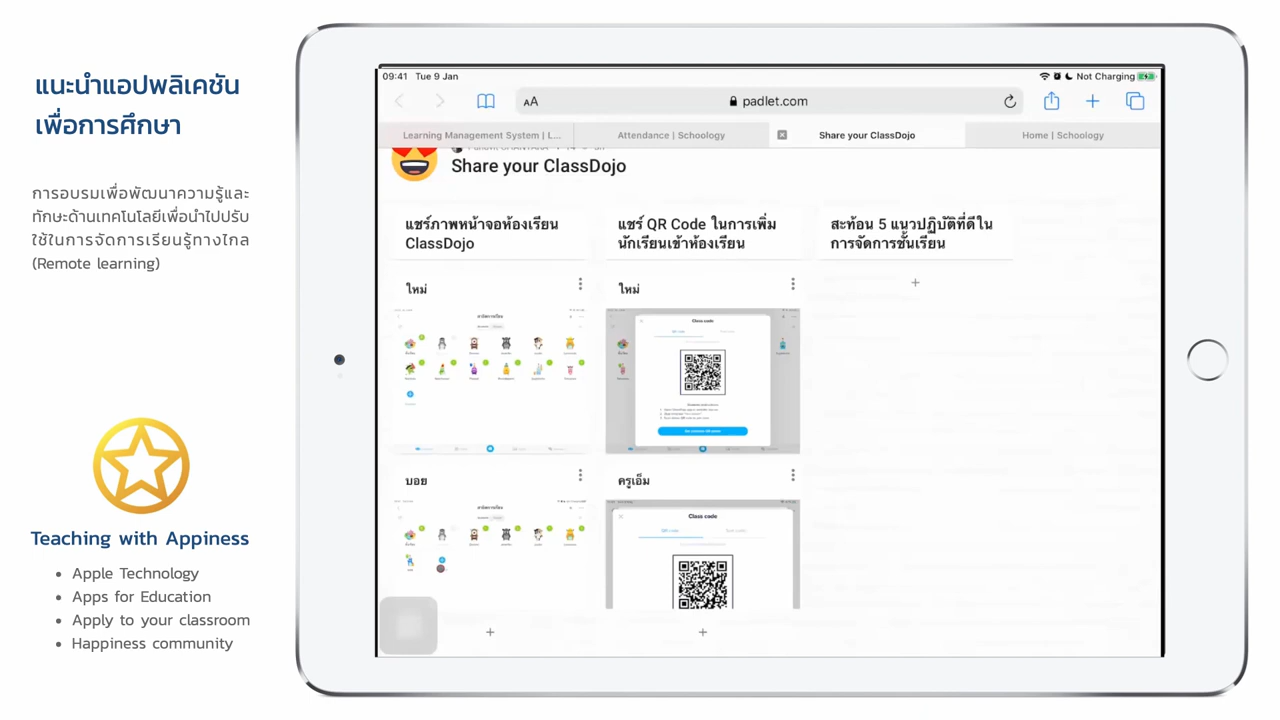 แนะนำแอปพลิเคชัน
เพื่อการศึกษา
การอบรมเพื่อพัฒนาความรู้และ
ทักษะด้านเทคโนโลยีเพื่อนำไปปรับ
ใช้ในการจัดการเรียนรู้ทางไกล
(Remote learning)
Teaching with Appiness
Apple Technology
Apps for Education
Apply to your classroom
Happiness community
09:41 Tue 9 Jan
Not Charging
AA
padlet.com
Learning Management System | L...
Attendance | Schoology
Share your ClassDojo
Home | Schoology
Share your ClassDojo
แชร์ภาพหน้าจอห้องเรียน
ClassDojo
ใหม่
บอย
แชร์ QR Code ในการเพิ่ม
นักเรียนเข้าห้องเรียน
ใหม่
Class code
ครูเอ็ม
Class code
สะท้อน 5 แนวปฏิบัติที่ดีใน
การจัดการชั้นเรียน